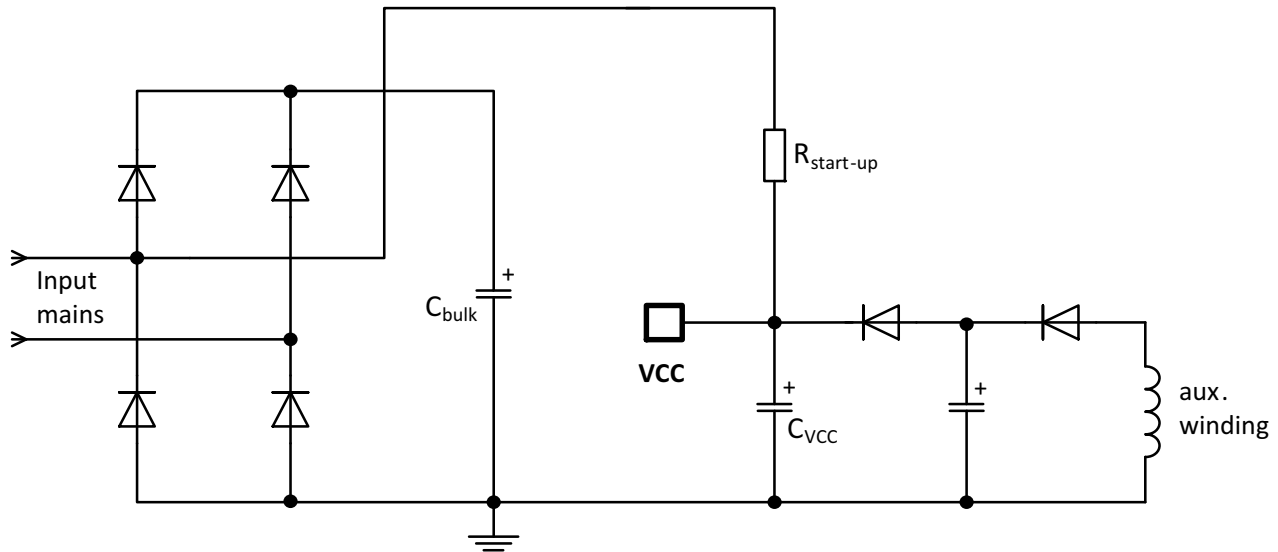 R_start-up
Input
mains
+
C_bulk
VCC
+
C_VCC
+
aux.
winding